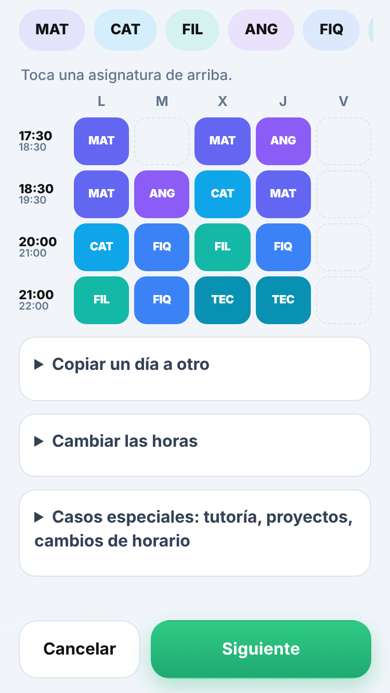 MAT CAT FIL ANG FIQ
Toca una asignatura de arriba.
L M X J V
17:30 MAT MAT ANG
18:30
18:30 MAT ANG CAT MAT
19:30
20:00 CAT FIQ FIL FIQ
21:00
21:00 FIL FIQ TEC TEC
22:00
▶ Copiar un día a otro
▶ Cambiar las horas
▶ Casos especiales: tutoría, proyectos,
cambios de horario
Cancelar Siguiente